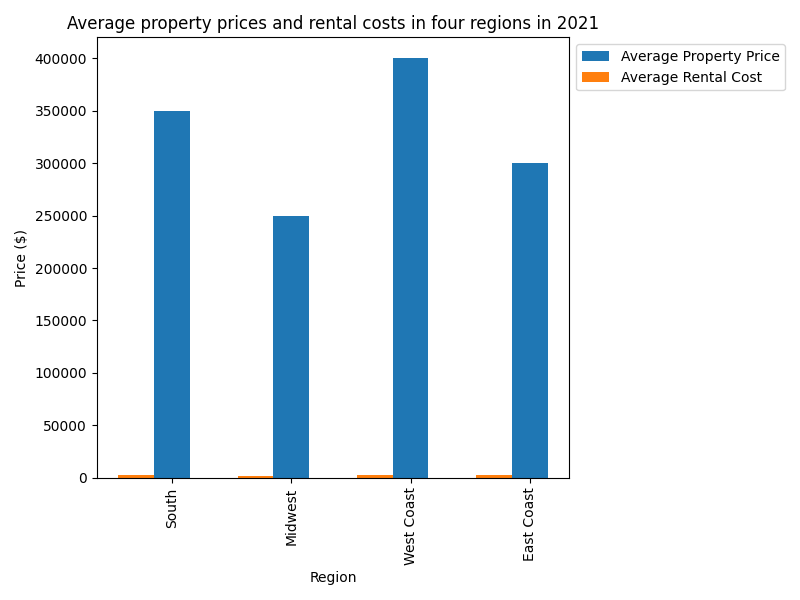 Average property prices and rental costs in four regions in 2021
Average Property Price
Average Rental Cost
Price ($)
400000
350000
300000
250000
200000
150000
100000
50000
0
South
Midwest
West Coast
East Coast
Region